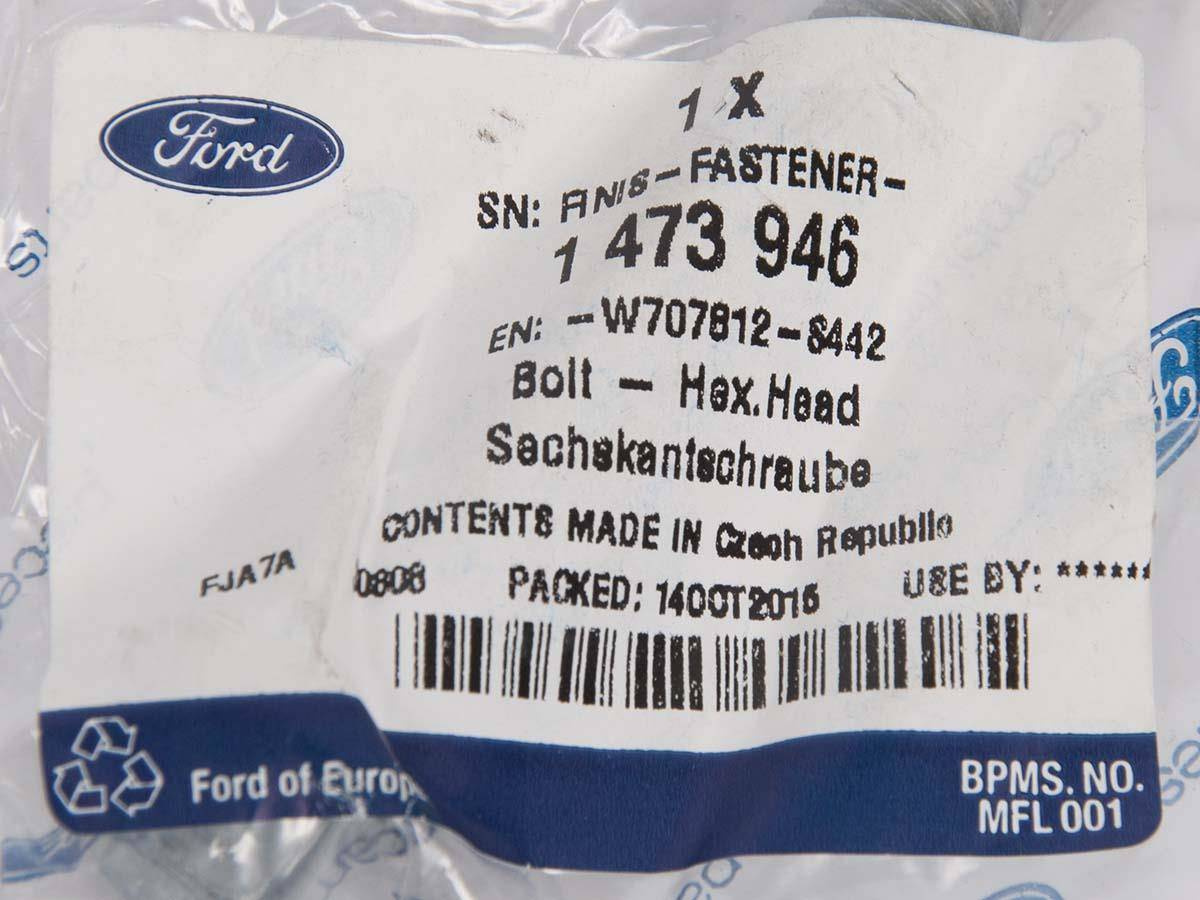 Ford
1 X
SN: FINIS-FASTENER-
1 473 946
EN: -W707812-S442
Bolt - Hex.Head
Sechskantschraube
CONTENTS MADE IN Czech Republic
FJA7A 0808 PACKED: 14OCT2015 USE BY: ******
Ford of Europ
BPMS. NO.
MFL 001